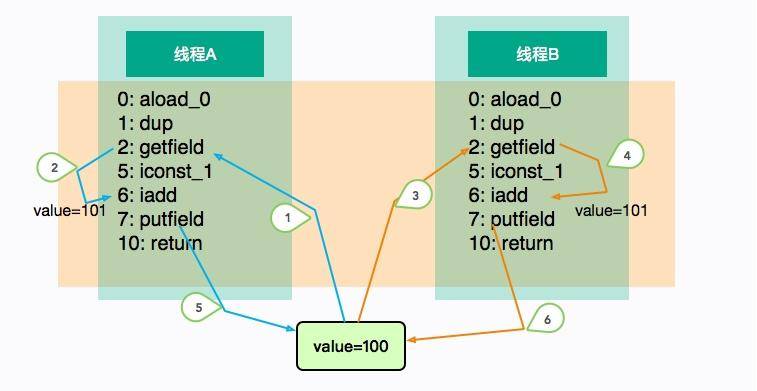 线程A
0: aload_0
1: dup
2: getfield
5: iconst_1
6: iadd
7: putfield
10: return
2
value=101
1
5
线程B
0: aload_0
1: dup
2: getfield
5: iconst_1
6: iadd
7: putfield
10: return
3
4
value=101
6
value=100